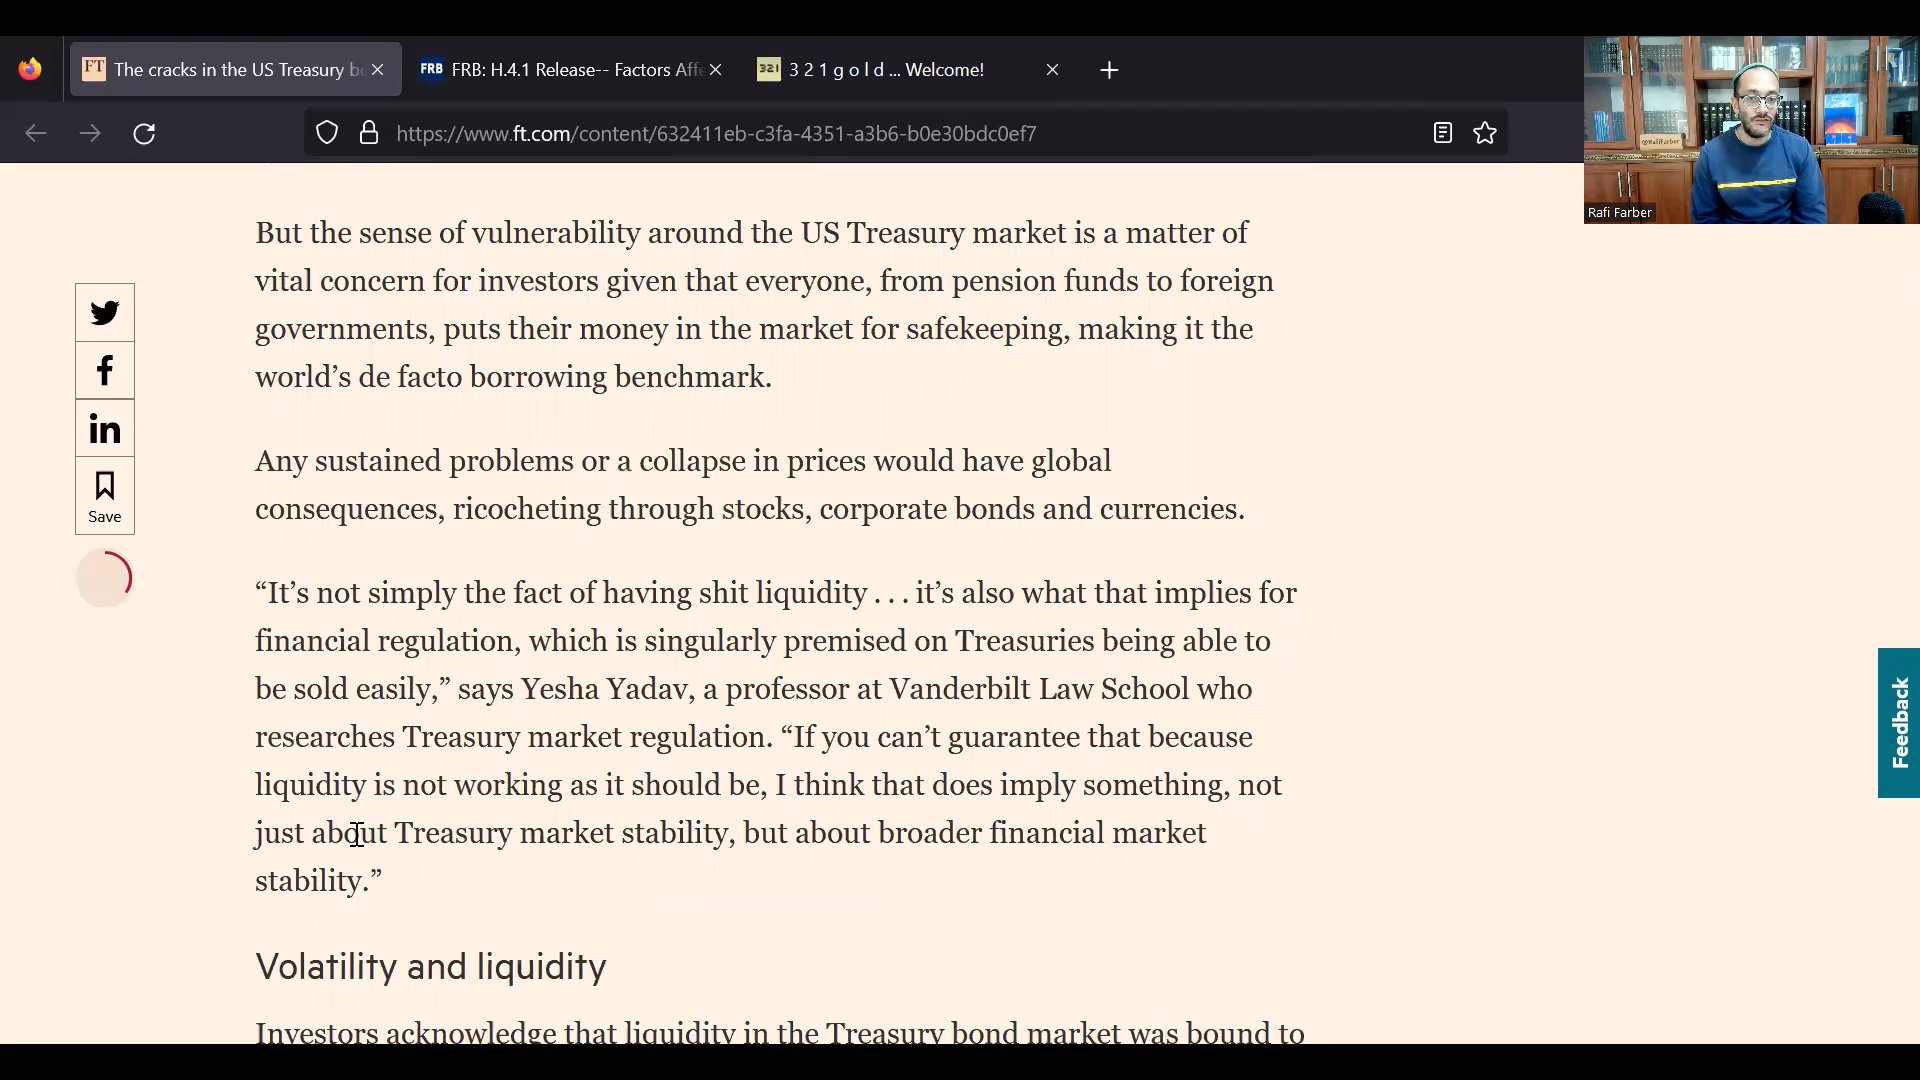 The cracks in the US Treasury b
FRB: H.4.1 Release-- Factors Aff
3 2 1 g o l d ... Welcome!
https://www.ft.com/content/632411eb-c3fa-4351-a3b6-b0e30bdc0ef7
@RafiFarber
Rafi Farber
But the sense of vulnerability around the US Treasury market is a matter of
vital concern for investors given that everyone, from pension funds to foreign
governments, puts their money in the market for safekeeping, making it the
world’s de facto borrowing benchmark.
Any sustained problems or a collapse in prices would have global
consequences, ricocheting through stocks, corporate bonds and currencies.
“It’s not simply the fact of having shit liquidity . . . it’s also what that implies for
financial regulation, which is singularly premised on Treasuries being able to
be sold easily,” says Yesha Yadav, a professor at Vanderbilt Law School who
researches Treasury market regulation. “If you can’t guarantee that because
liquidity is not working as it should be, I think that does imply something, not
just about Treasury market stability, but about broader financial market
stability.”
Volatility and liquidity
Investors acknowledge that liquidity in the Treasury bond market was bound to
Save
Feedback
FT
FRB
321